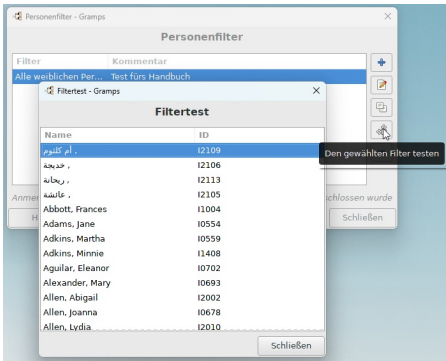 Personenfilter - Gramps
Personenfilter
Filter Kommentar
Alle weiblichen Per... Test fürs Handbuch
Filtertest - Gramps
Filtertest
Name ID
, أم كلثوم I2109
, خديجة I2106
, ريحانة I2113
, عائشة I2105
Abbott, Frances I1004
Adams, Jane I0554
Adkins, Martha I0559
Adkins, Minnie I1408
Aguilar, Eleanor I0702
Alexander, Mary I0693
Allen, Abigail I2002
Allen, Joanna I0678
Allen, Lydia I2010
Schließen
Den gewählten Filter testen
Anme
schlossen wurde
H
Schließen